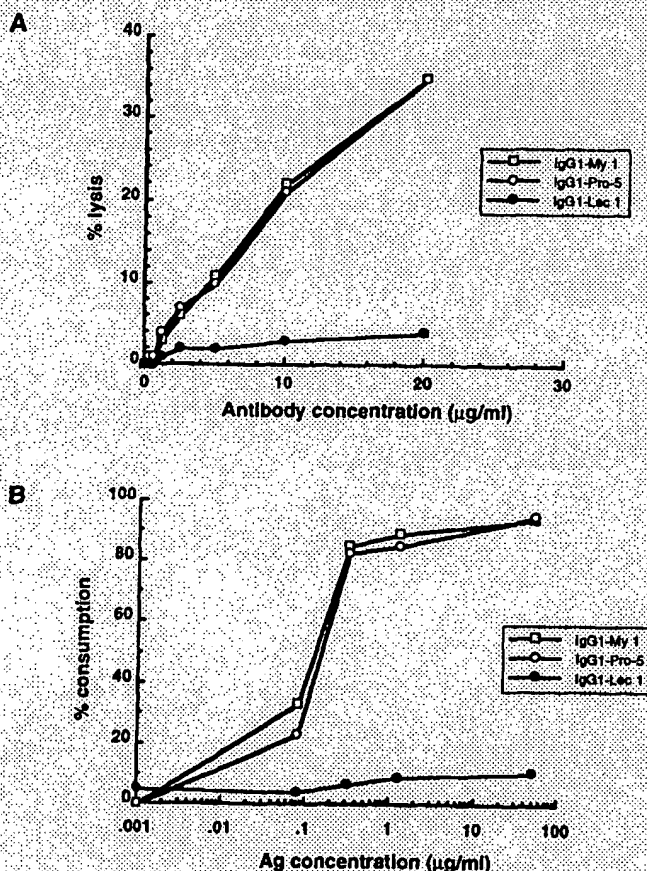 A
40
30
20
10
0
% lysis
IgG1-My 1
IgG1-Pro-5
IgG1-Lec 1
0 10 20 30
Antibody concentration (µg/ml)
B
100
80
60
40
20
0
% consumption
IgG1-My 1
IgG1-Pro-5
IgG1-Lec 1
.001 .01 .1 1 10 100
Ag concentration (µg/ml)